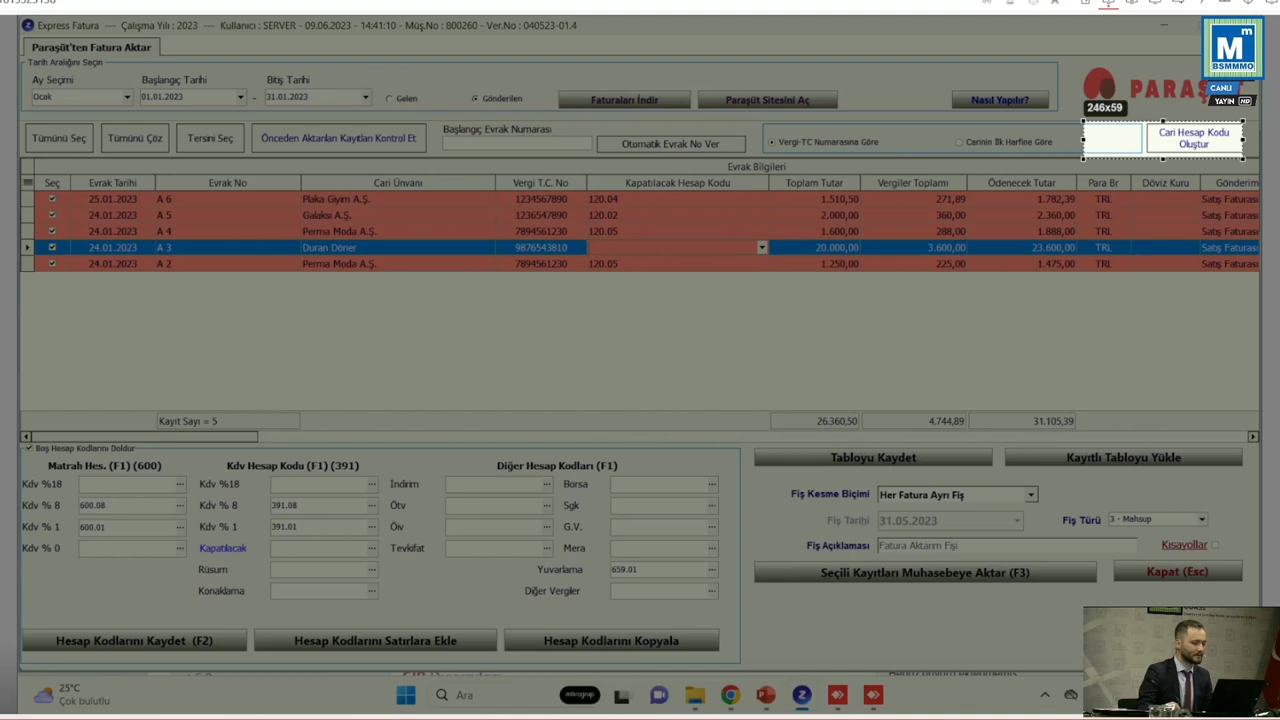 Express Fatura --- Çalışma Yılı : 2023 - Kullanıcı : SERVER - 09.06.2023 - 14:41:10 - Müş.No : 800260 - Ver.No : 040523-01.4
Paraşüt'ten Fatura Aktar
Tarih Aralığını Seçin
Ay Seçimi Başlangıç Tarihi Bitiş Tarihi
Ocak 01.01.2023 - 31.01.2023 Gelen Gönderilen Faturaları İndir Paraşüt Sitesini Aç Nasıl Yapılır?
PARAŞ
M m
BSMMMO
CANLI
YAYIN HD
246x59
Tümünü Seç Tümünü Çöz Tersini Seç Önceden Aktarılan Kayıtları Kontrol Et Başlangıç Evrak Numarası Otomatik Evrak No Ver Vergi-TC Numarasına Göre Carinin İlk Harfine Göre
Cari Hesap Kodu
Oluştur
Evrak Bilgileri
Seç Evrak Tarihi Evrak No Cari Ünvanı Vergi T.C. No Kapatılacak Hesap Kodu Toplam Tutar Vergiler Toplamı Ödenecek Tutar Para Br Döviz Kuru Gönderim
25.01.2023 A 6 Plaka Giyim A.Ş. 1234567890 120.04 1.510,50 271,89 1.782,39 TRL Satış Faturası
24.01.2023 A 5 Galaksi A.Ş. 1236547890 120.02 2.000,00 360,00 2.360,00 TRL Satış Faturası
24.01.2023 A 4 Perma Moda A.Ş. 7894561230 120.05 1.600,00 288,00 1.888,00 TRL Satış Faturası
24.01.2023 A 3 Duran Döner 9876543810 20.000,00 3.600,00 23.600,00 TRL Satış Faturası
24.01.2023 A 2 Perma Moda A.Ş. 7894561230 120.05 1.250,00 225,00 1.475,00 TRL Satış Faturası
Kayıt Sayı = 5 26.360,50 4.744,89 31.105,39
Boş Hesap Kodlarını Doldur
Matrah Hes. (F1) (600) Kdv Hesap Kodu (F1) (391) Diğer Hesap Kodları (F1)
Kdv %18 Kdv %18 İndirim Borsa
Kdv % 8 600.08 Kdv % 8 391.08 Ötv Sgk
Kdv % 1 600.01 Kdv % 1 391.01 Öiv G.V.
Kdv % 0 Kapatılacak Tevkifat Mera
Rüsum Yuvarlama 659.01
Konaklama Diğer Vergiler
Hesap Kodlarını Kaydet (F2) Hesap Kodlarını Satırlara Ekle Hesap Kodlarını Kopyala
Tabloyu Kaydet Kayıtlı Tabloyu Yükle
Fiş Kesme Biçimi Her Fatura Ayrı Fiş
Fiş Tarihi 31.05.2023 Fiş Türü 3 - Mahsup
Fiş Açıklaması Fatura Aktarım Fişi Kısayollar
Seçili Kayıtları Muhasebeye Aktar (F3) Kapat (Esc)
25°C
Çok bulutlu
Ara
mikrogrup